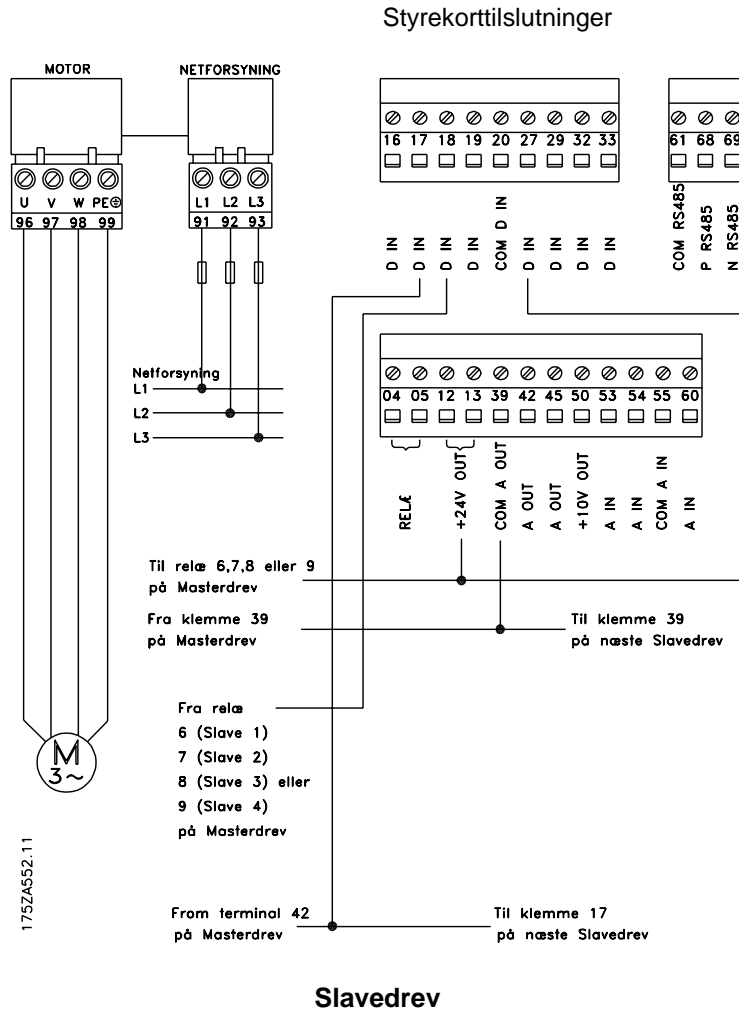 Styrekorttilslutninger
MOTOR
NETFORSYNING
16 17 18 19 20 27 29 32 33
61 68 69
U V W PE
96 97 98 99
L1 L2 L3
91 92 93
D IN
D IN
D IN
D IN
COM D IN
D IN
D IN
D IN
D IN
COM RS485
P RS485
N RS485
Netforsyning
L1
L2
L3
04 05 12 13 39 42 45 50 53 54 55 60
RELÆ
+24V OUT
COM A OUT
A OUT
A OUT
+10V OUT
A IN
A IN
COM A IN
A IN
Til relæ 6,7,8 eller 9
på Masterdrev
Fra klemme 39
på Masterdrev
Til klemme 39
på næste Slavedrev
Fra relæ
6 (Slave 1)
7 (Slave 2)
8 (Slave 3) eller
9 (Slave 4)
på Masterdrev
M
3~
175ZA552.11
From terminal 42
på Masterdrev
Til klemme 17
på næste Slavedrev
Slavedrev